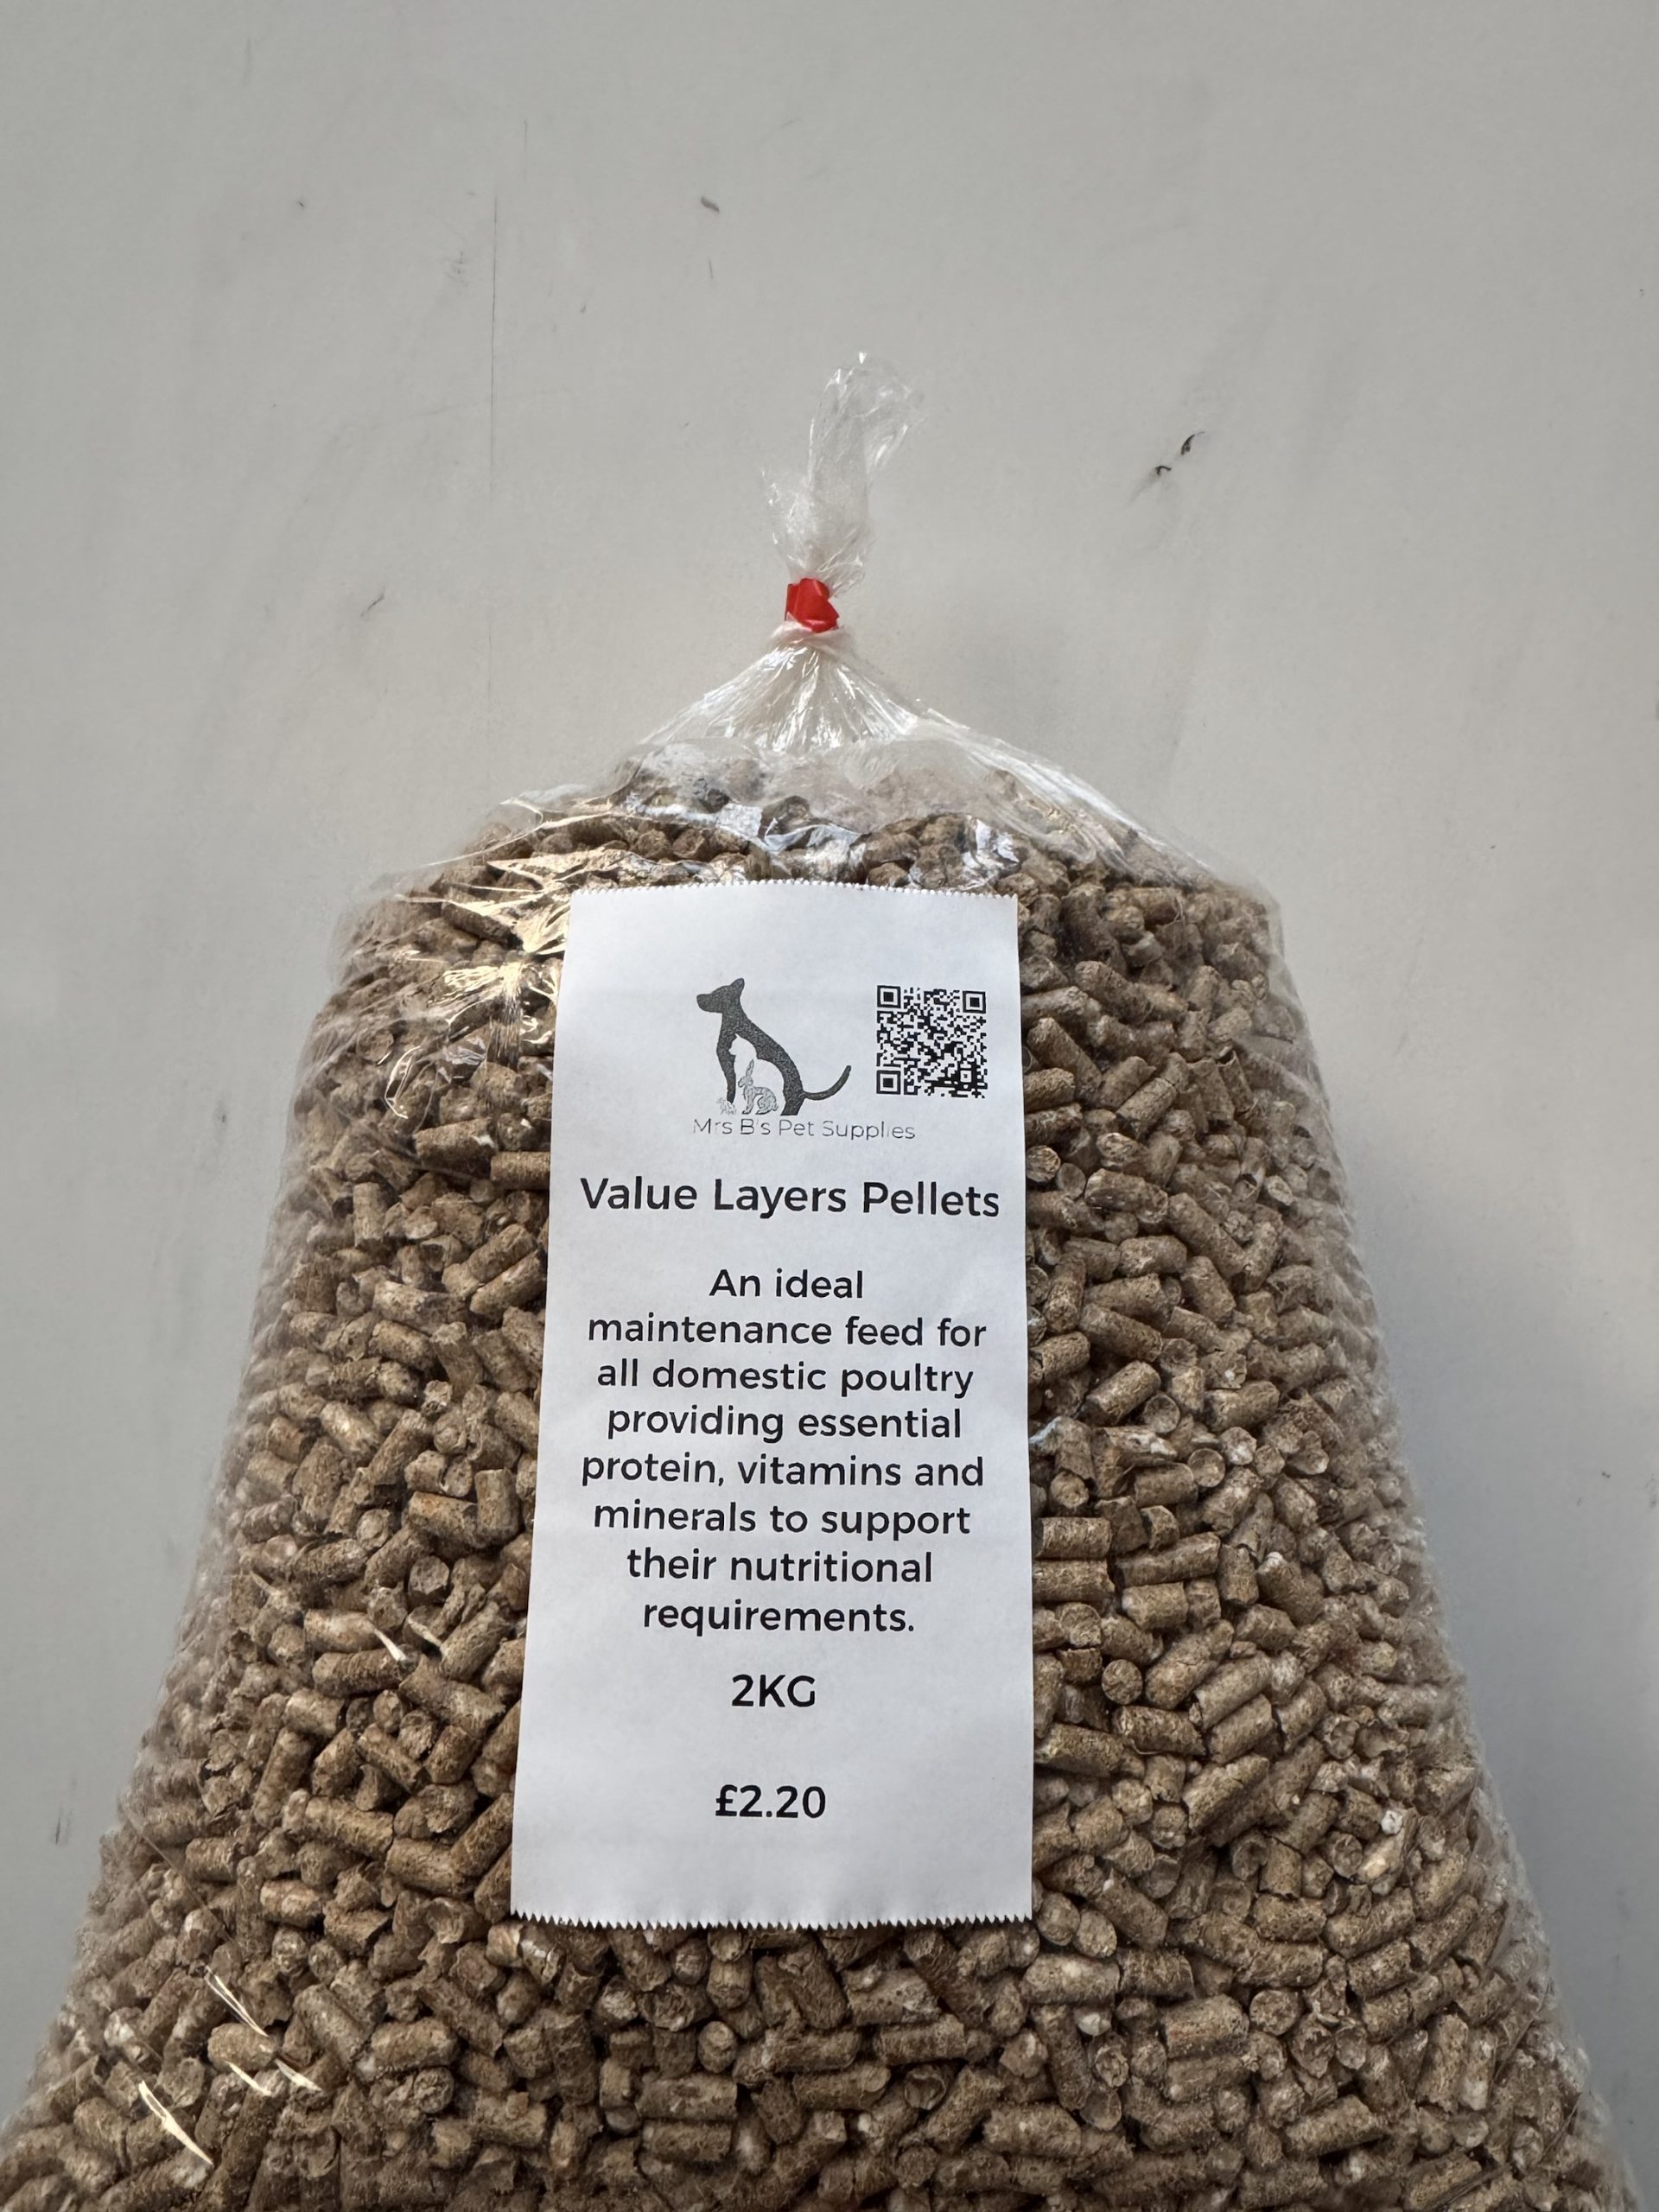 Mrs B's Pet Supplies
Value Layers Pellets
An ideal
maintenance feed for
all domestic poultry
providing essential
protein, vitamins and
minerals to support
their nutritional
requirements.
2KG
£2.20